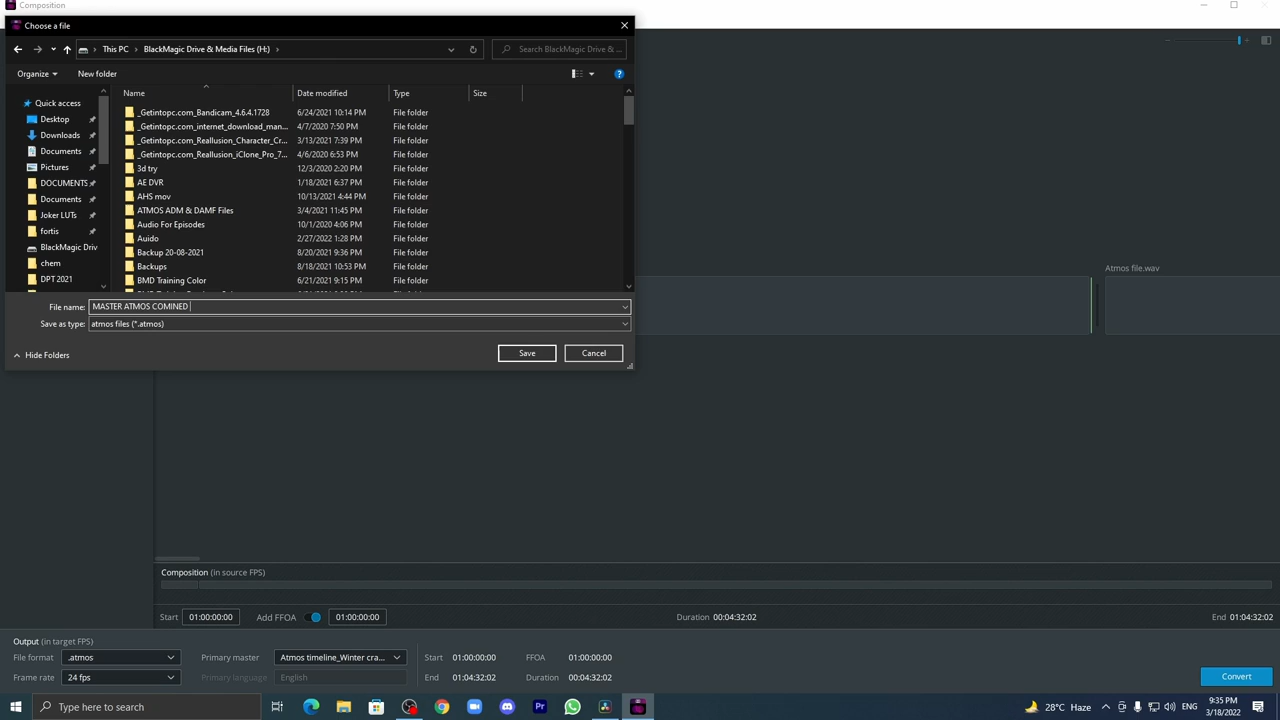 Composition
Choose a file
This PC
BlackMagic Drive & Media Files (H:)
Search BlackMagic Drive & ...
Organize
New folder
Name
Date modified
Type
Size
Quick access
Desktop
Downloads
Documents
Pictures
DOCUMENTS
Documents
Joker LUTs
fortis
BlackMagic Driv
chem
DPT 2021
_Getintopc.com_Bandicam_4.6.4.1728 6/24/2021 10:14 PM File folder
_Getintopc.com_internet_download_man... 4/7/2020 7:50 PM File folder
_Getintopc.com_Reallusion_Character_Cr... 3/13/2021 7:39 PM File folder
_Getintopc.com_Reallusion_iClone_Pro_7... 4/6/2020 6:53 PM File folder
3d try 12/3/2020 2:20 PM File folder
AE DVR 1/18/2021 6:37 PM File folder
AHS mov 10/13/2021 4:44 PM File folder
ATMOS ADM & DAMF Files 3/4/2021 11:45 PM File folder
Audio For Episodes 10/1/2020 4:06 PM File folder
Auido 2/27/2022 1:28 PM File folder
Backup 20-08-2021 8/20/2021 9:36 PM File folder
Backups 8/18/2021 10:53 PM File folder
BMD Training Color 6/21/2021 9:15 PM File folder
File name: MASTER ATMOS COMINED
Save as type: atmos files (*.atmos)
Hide Folders
Save
Cancel
Atmos file.wav
Composition (in source FPS)
Start 01:00:00:00 Add FFOA 01:00:00:00 Duration 00:04:32:02 End 01:04:32:02
Output (in target FPS)
File format .atmos Primary master Atmos timeline_Winter cra... Start 01:00:00:00 FFOA 01:00:00:00
Frame rate 24 fps Primary language English End 01:04:32:02 Duration 00:04:32:02
Convert
Type here to search
28°C Haze
9:35 PM
3/18/2022